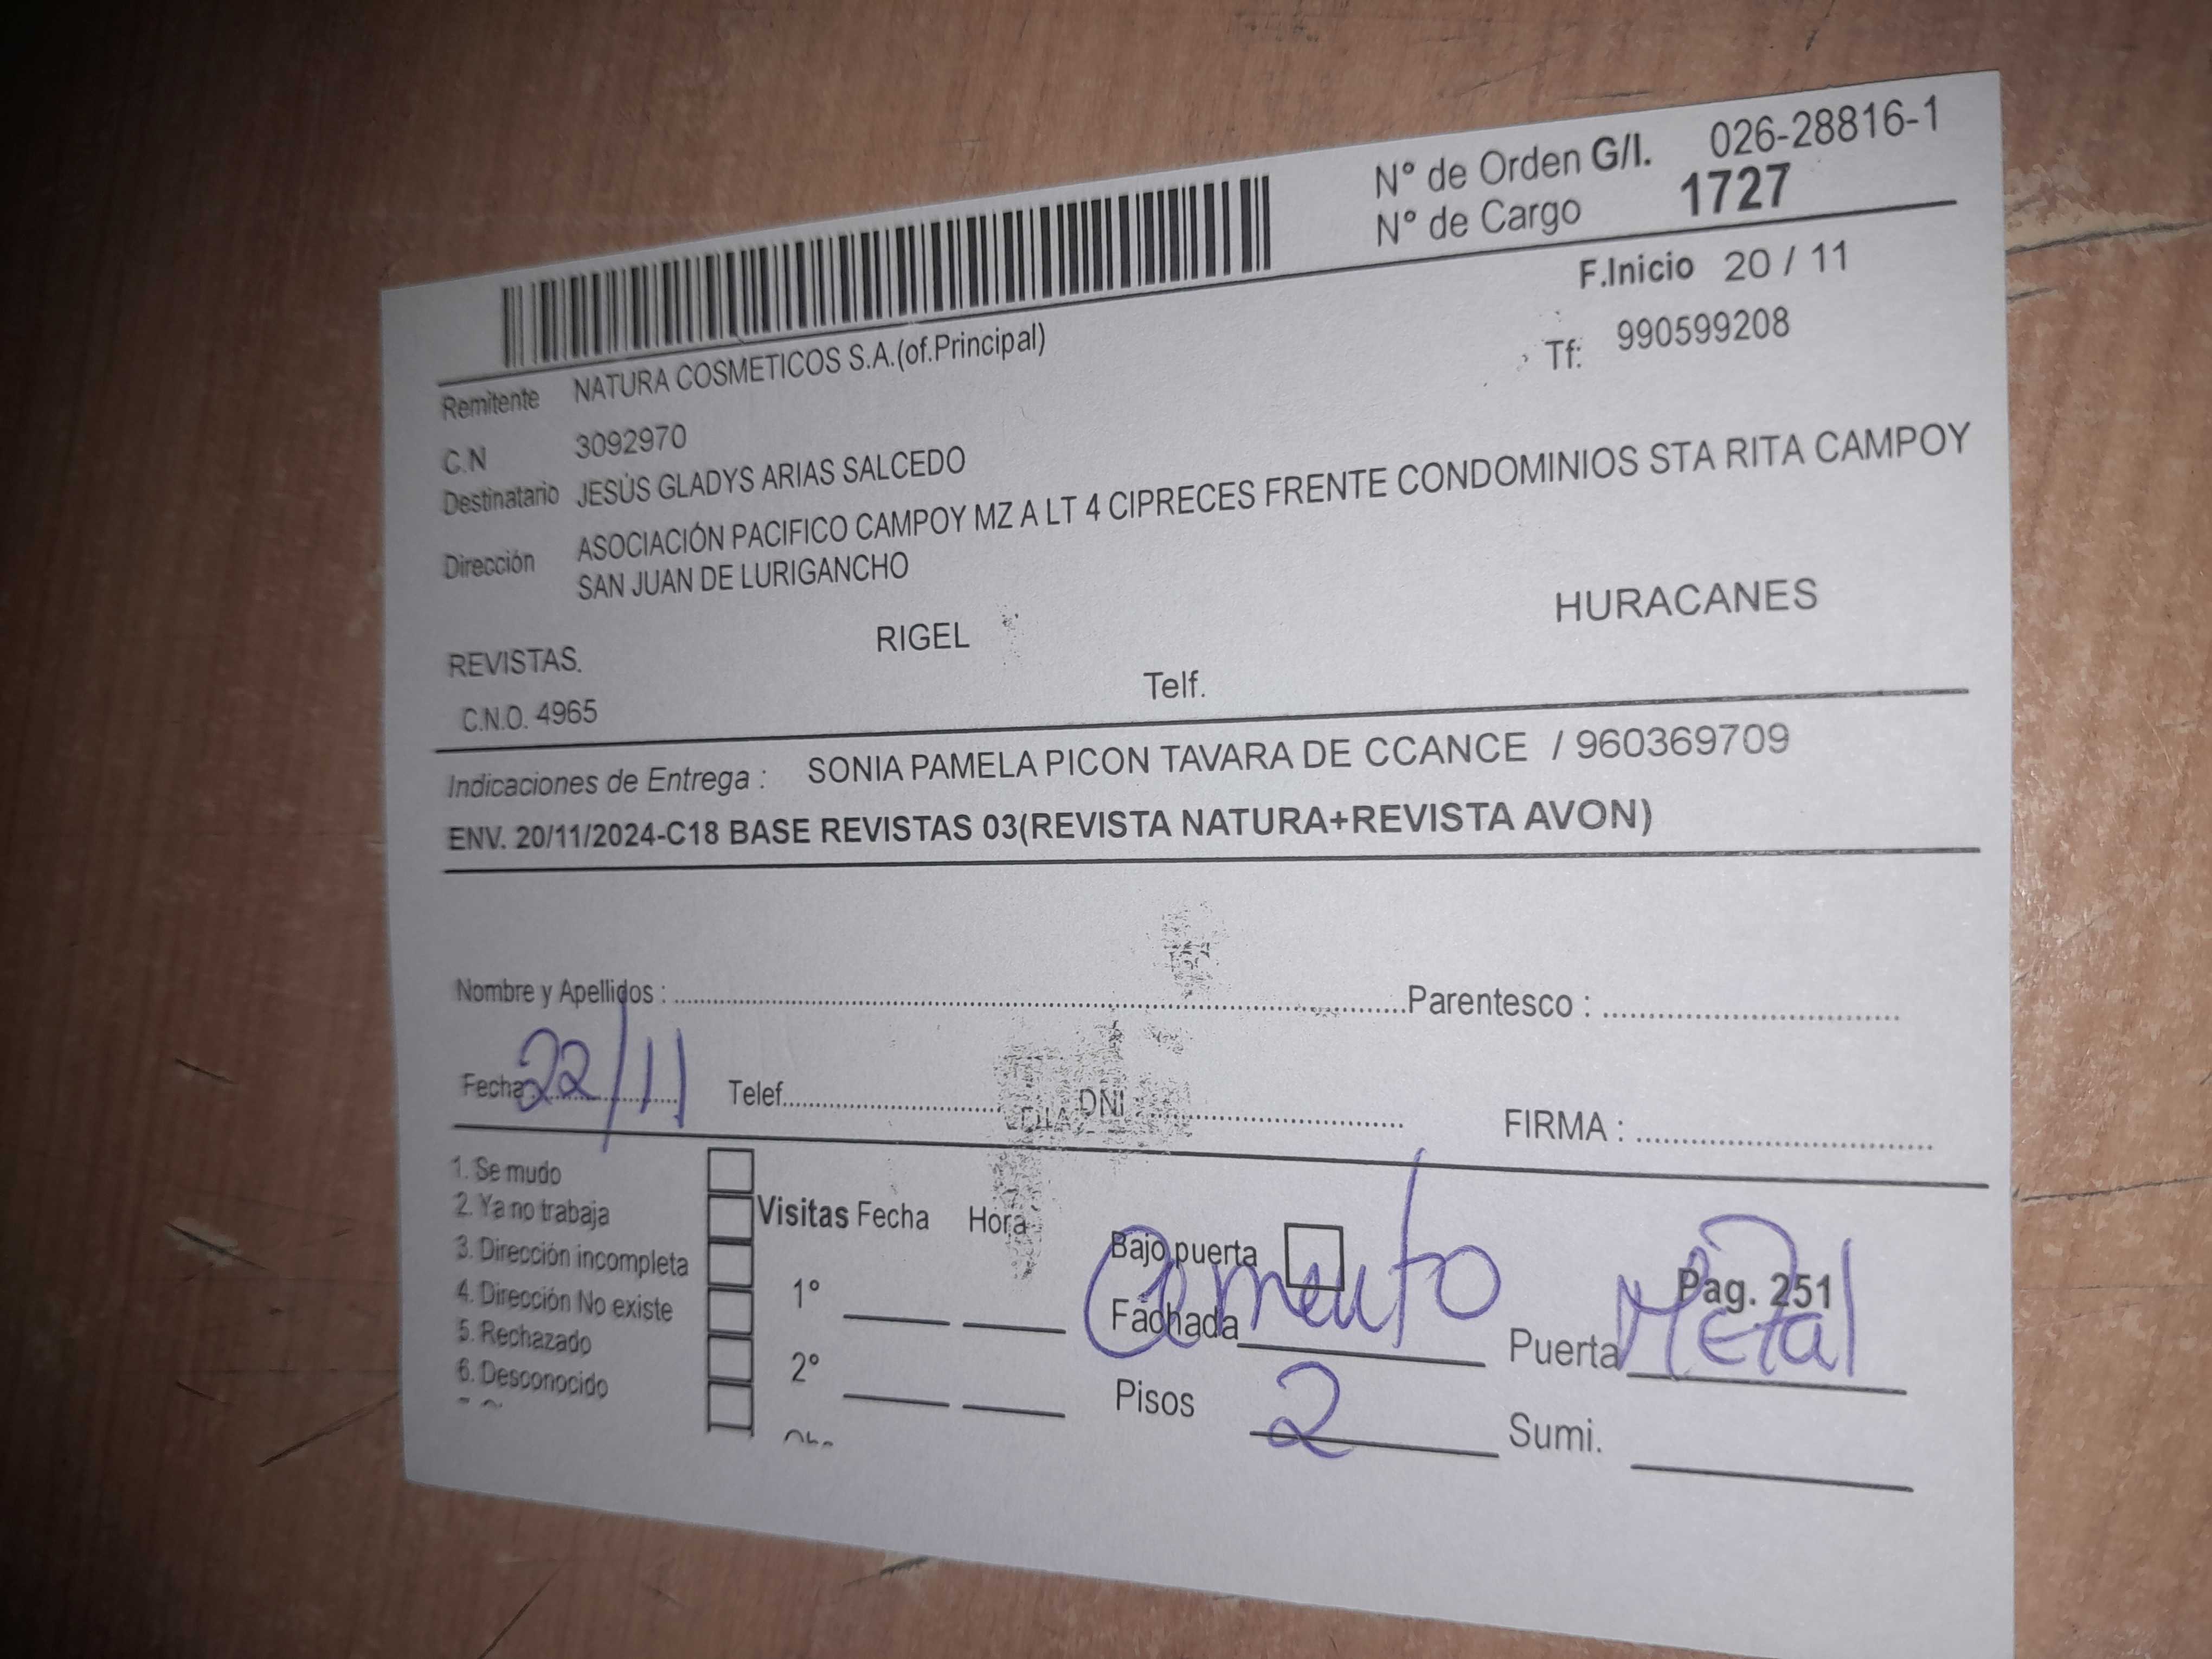 N° de Orden G/I. 026-28816-1
N° de Cargo 1727
F.Inicio 20 / 11
Remitente NATURA COSMETICOS S.A.(of.Principal)
Tf: 990599208
C.N 3092970
Destinatario JESÚS GLADYS ARIAS SALCEDO
Dirección ASOCIACIÓN PACIFICO CAMPOY MZ A LT 4 CIPRECES FRENTE CONDOMINIOS STA RITA CAMPOY
SAN JUAN DE LURIGANCHO
REVISTAS. RIGEL HURACANES
C.N.O. 4965 Telf.
Indicaciones de Entrega : SONIA PAMELA PICON TAVARA DE CCANCE / 960369709
ENV. 20/11/2024-C18 BASE REVISTAS 03(REVISTA NATURA+REVISTA AVON)
Nombre y Apellidos : Parentesco :
Fecha 22/11 Telef. DNI FIRMA :
1. Se mudo
2. Ya no trabaja Visitas Fecha Hora
3. Dirección incompleta Bajo puerta Pag. 251
4. Dirección No existe 1° Fachada Cemento Puerta Metal
5. Rechazado
6. Desconocido 2° Pisos 2 Sumi.